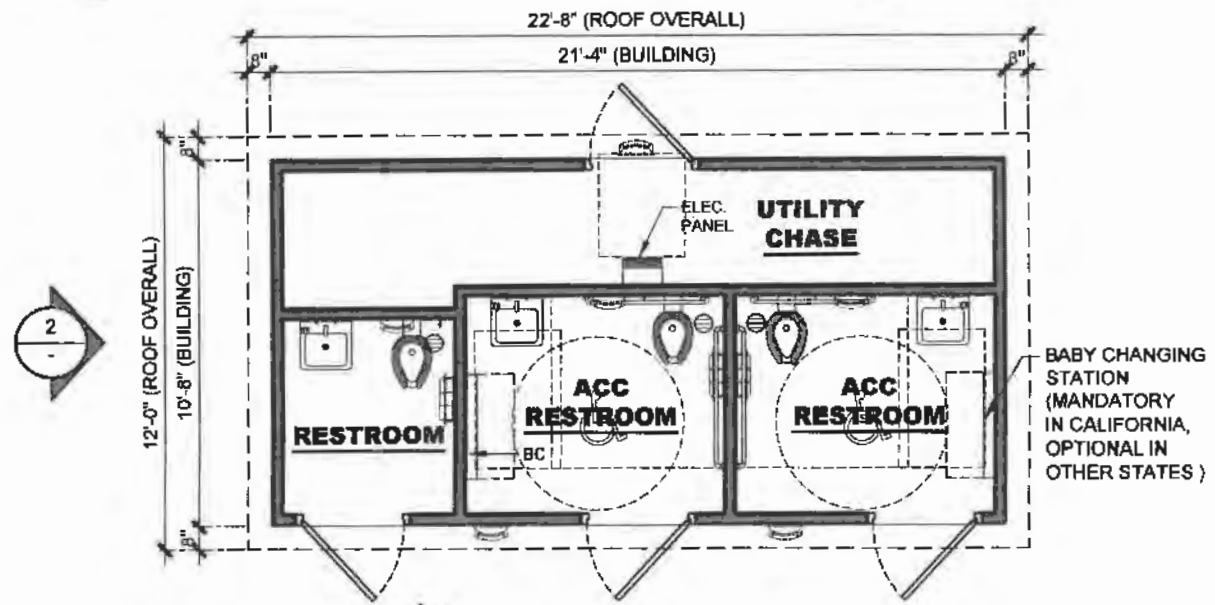 22'-8" (ROOF OVERALL)
8"
21'-4" (BUILDING)
8"
8"
12'-0" (ROOF OVERALL)
10'-8" (BUILDING)
8"
ELEC.
PANEL
UTILITY
CHASE
2
-
RESTROOM
ACC
RESTROOM
BC
ACC
RESTROOM
BABY CHANGING
STATION
(MANDATORY
IN CALIFORNIA,
OPTIONAL IN
OTHER STATES )